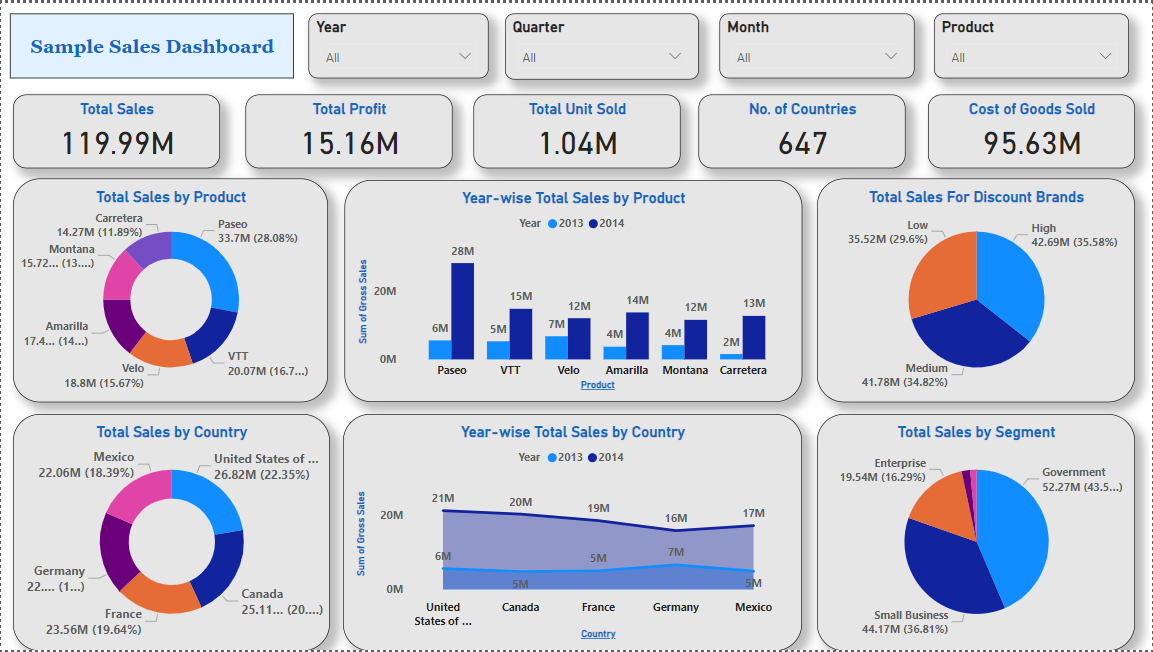 Sample Sales Dashboard
Year
All
Quarter
All
Month
All
Product
All
Total Sales
119.99M
Total Profit
15.16M
Total Unit Sold
1.04M
No. of Countries
647
Cost of Goods Sold
95.63M
Total Sales by Product
Carretera
14.27M (11.89%)
Paseo
33.7M (28.08%)
Montana
15.72... (13....)
Amarilla
17.4... (14...)
Velo
18.8M (15.67%)
VTT
20.07M (16.7...)
Year-wise Total Sales by Product
Year 2013 2014
Sum of Gross Sales
20M
0M
6M 28M 5M 15M 7M 12M 4M 14M 4M 12M 2M 13M
Paseo VTT Velo Amarilla Montana Carretera
Product
Total Sales For Discount Brands
Low
35.52M (29.6%)
High
42.69M (35.58%)
Medium
41.78M (34.82%)
Total Sales by Country
Mexico
22.06M (18.39%)
United States of ...
26.82M (22.35%)
Germany
22.... (1...)
France
23.56M (19.64%)
Canada
25.11... (20....)
Year-wise Total Sales by Country
Year 2013 2014
Sum of Gross Sales
20M
0M
21M 20M 19M 16M 17M
6M 5M 5M 7M 5M
United
States of ...
Canada France Germany Mexico
Country
Total Sales by Segment
Enterprise
19.54M (16.29%)
Government
52.27M (43.5...)
Small Business
44.17M (36.81%)